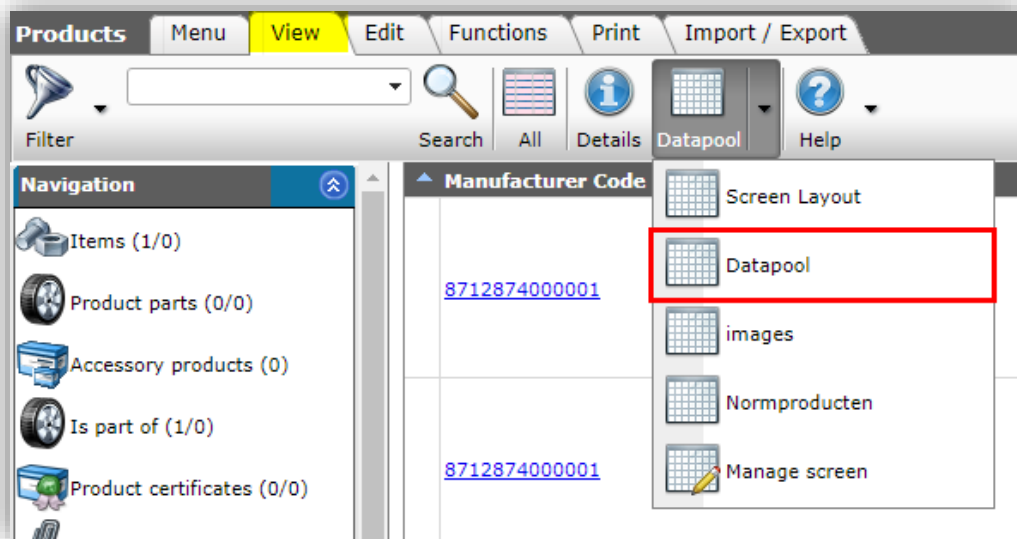 Products Menu View Edit Functions Print Import / Export
Filter Search All Details Datapool Help
Navigation
Items (1/0)
Product parts (0/0)
Accessory products (0)
Is part of (1/0)
Product certificates (0/0)
Manufacturer Code
8712874000001
8712874000001
Screen Layout
Datapool
images
Normproducten
Manage screen